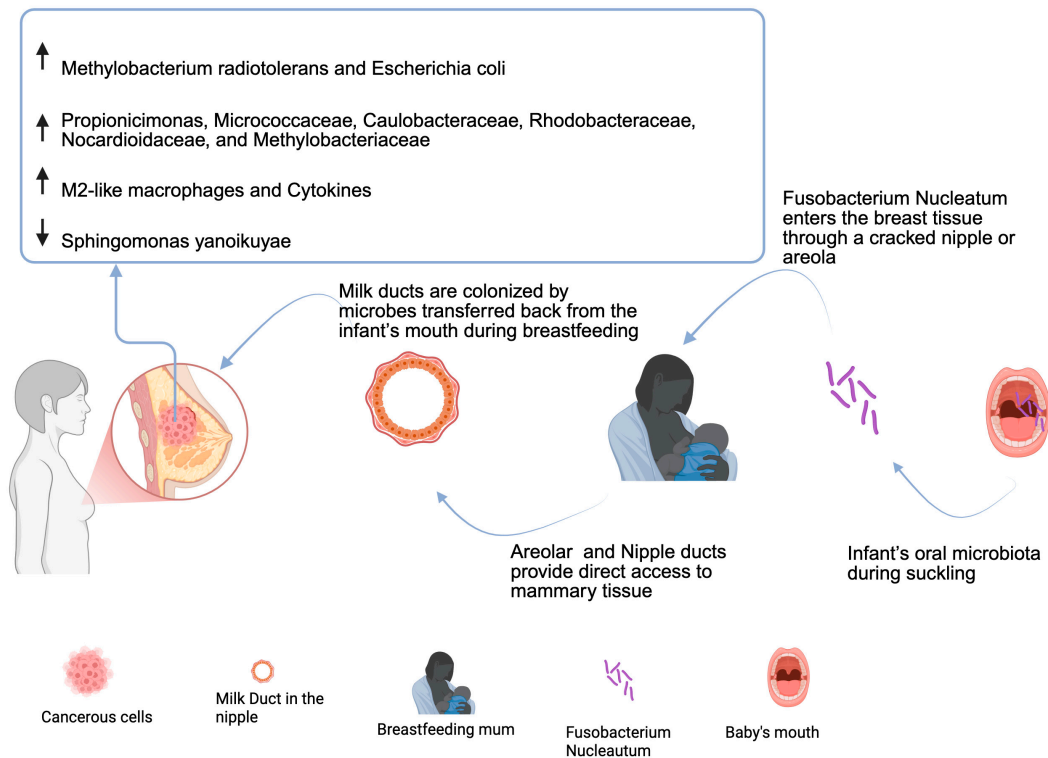 Methylobacterium radiotolerans and Escherichia coli
Propionicimonas, Micrococcaceae, Caulobacteraceae, Rhodobacteraceae,
Nocardioidaceae, and Methylobacteriaceae
M2-like macrophages and Cytokines
Sphingomonas yanoikuyae
Fusobacterium Nucleatum
enters the breast tissue
through a cracked nipple or
areola
Milk ducts are colonized by
microbes transferred back from the
infant's mouth during breastfeeding
Areolar and Nipple ducts
provide direct access to
mammary tissue
Infant's oral microbiota
during suckling
Cancerous cells
Milk Duct in the
nipple
Breastfeeding mum
Fusobacterium
Nucleautum
Baby's mouth